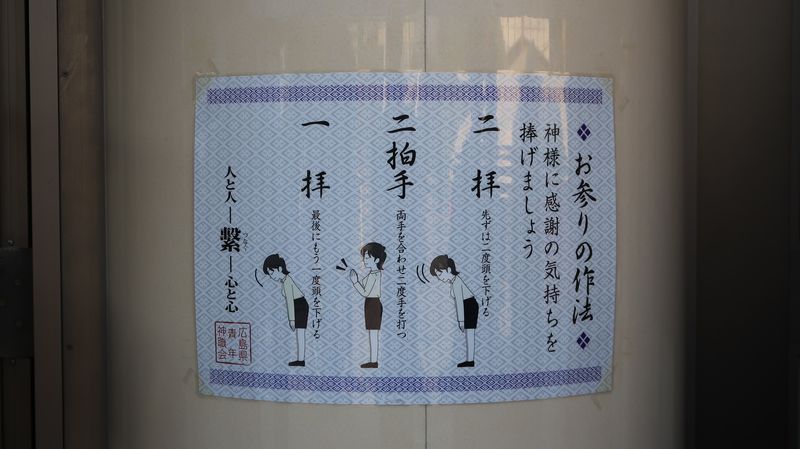 お参りの作法
神様に感謝の気持ちを
捧げましょう
二拝
先ずは二度頭を下げる
二拍手
両手を合わせ二度手を打つ
一拝
最後にもう一度頭を下げる
人と人―繋―心と心
つなぐ
広島県
青年
神職会